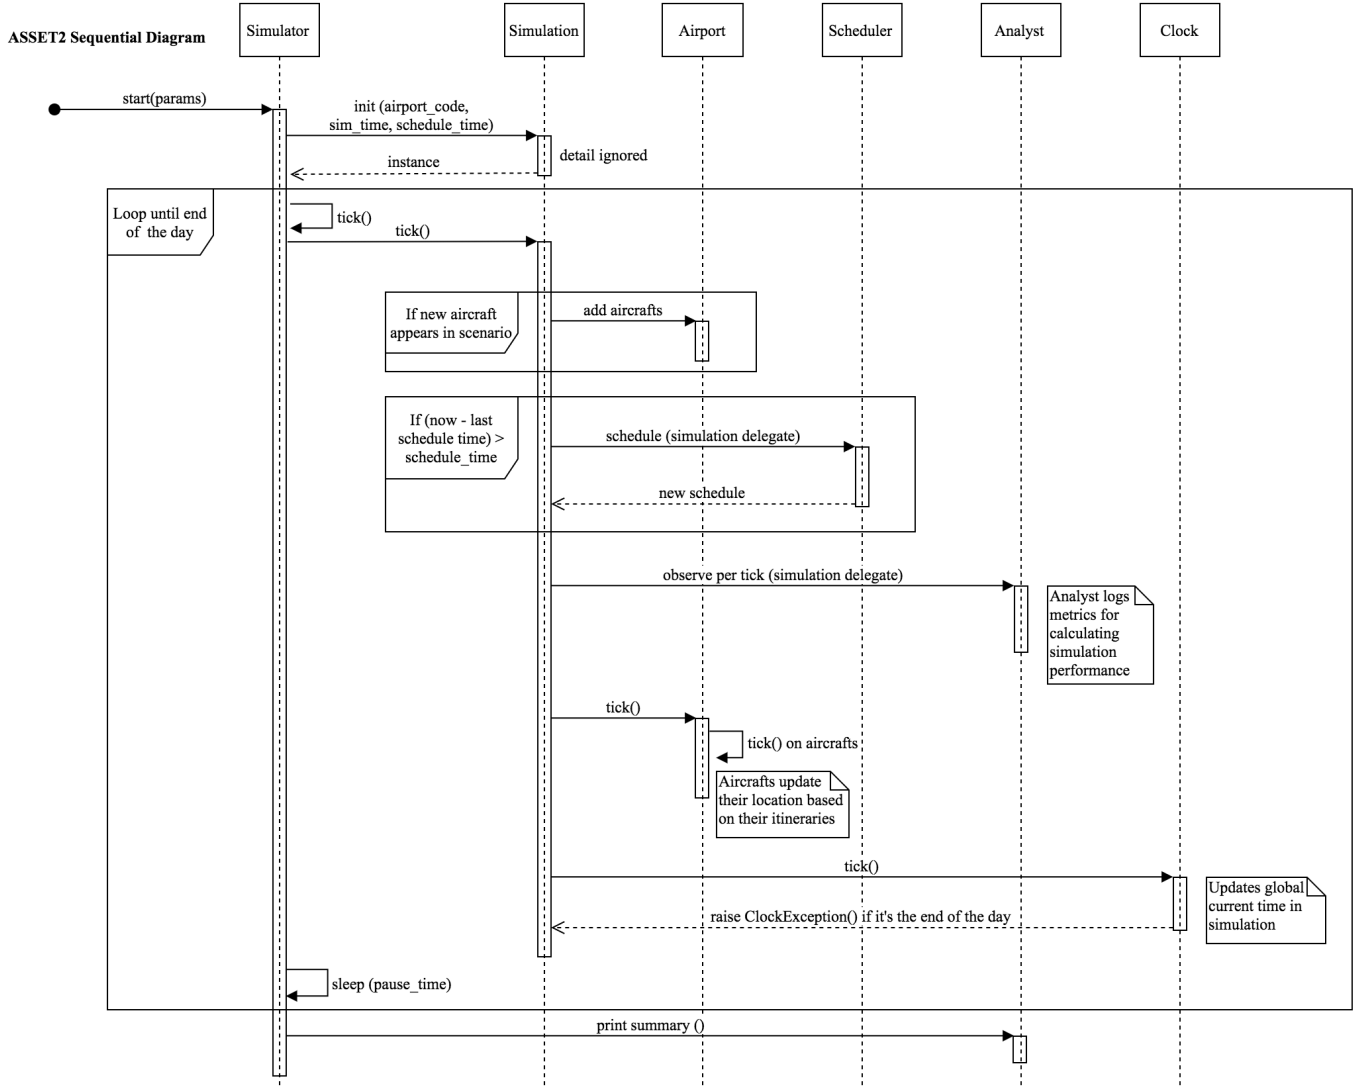 ASSET2 Sequential Diagram
Simulator
Simulation
Airport
Scheduler
Analyst
Clock
start(params)
init (airport_code,
sim_time, schedule_time)
detail ignored
instance
Loop until end
of the day
tick()
tick()
If new aircraft
appears in scenario
add aircrafts
If (now - last
schedule time) >
schedule_time
schedule (simulation delegate)
new schedule
observe per tick (simulation delegate)
Analyst logs
metrics for
calculating
simulation
performance
tick()
tick() on aircrafts
Aircrafts update
their location based
on their itineraries
tick()
Updates global
current time in
simulation
raise ClockException() if it's the end of the day
sleep (pause_time)
print summary ()